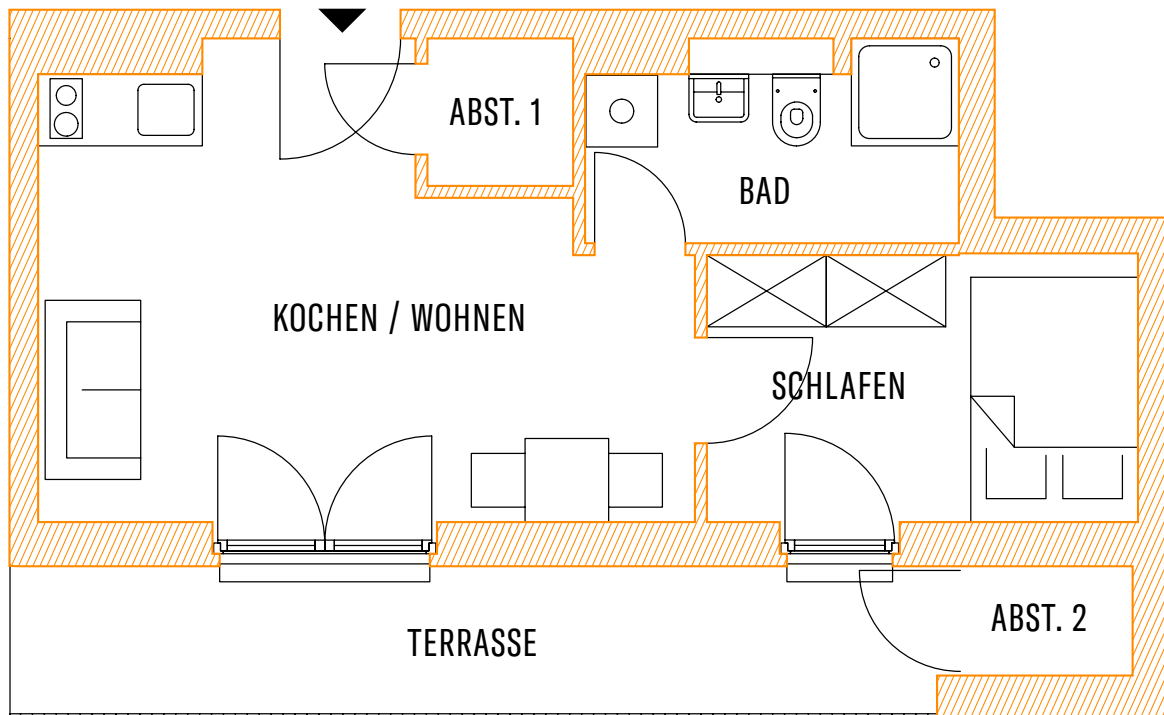 ABST. 1
BAD
KOCHEN / WOHNEN
SCHLAFEN
ABST. 2
TERRASSE